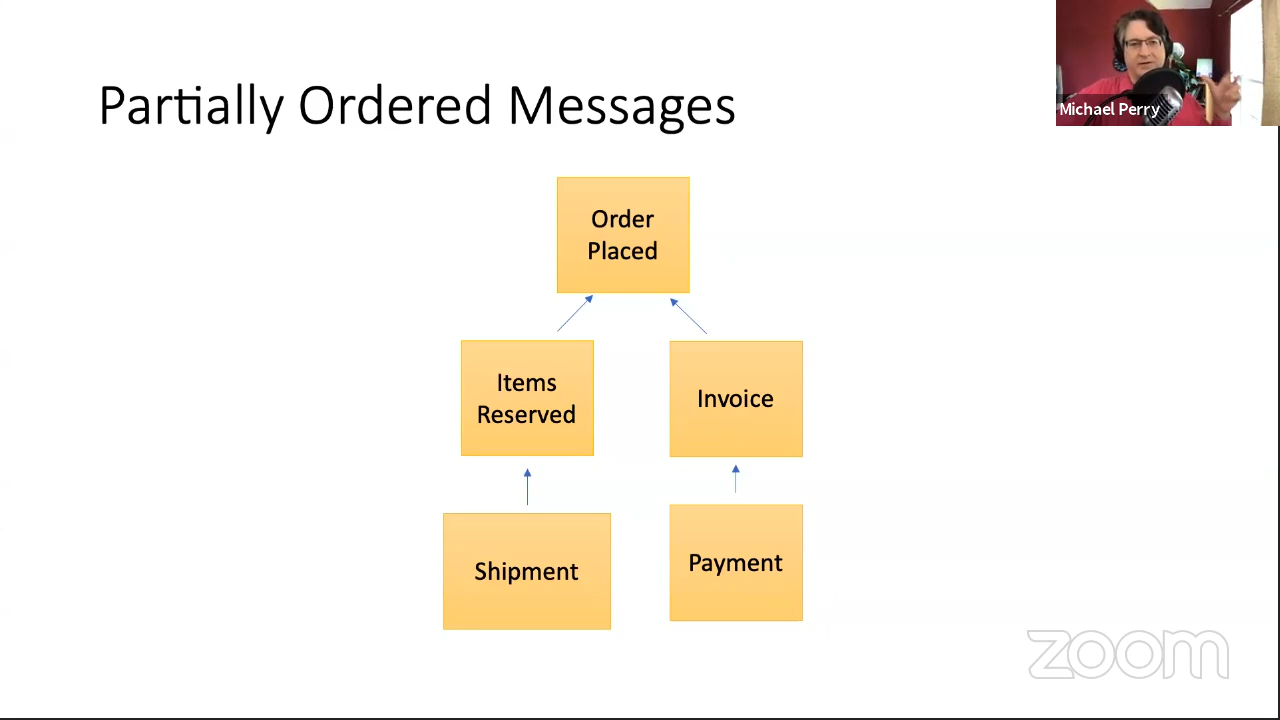 Partially Ordered Messages
Michael Perry
Order
Placed
Items
Reserved
Invoice
Shipment
Payment
zoom